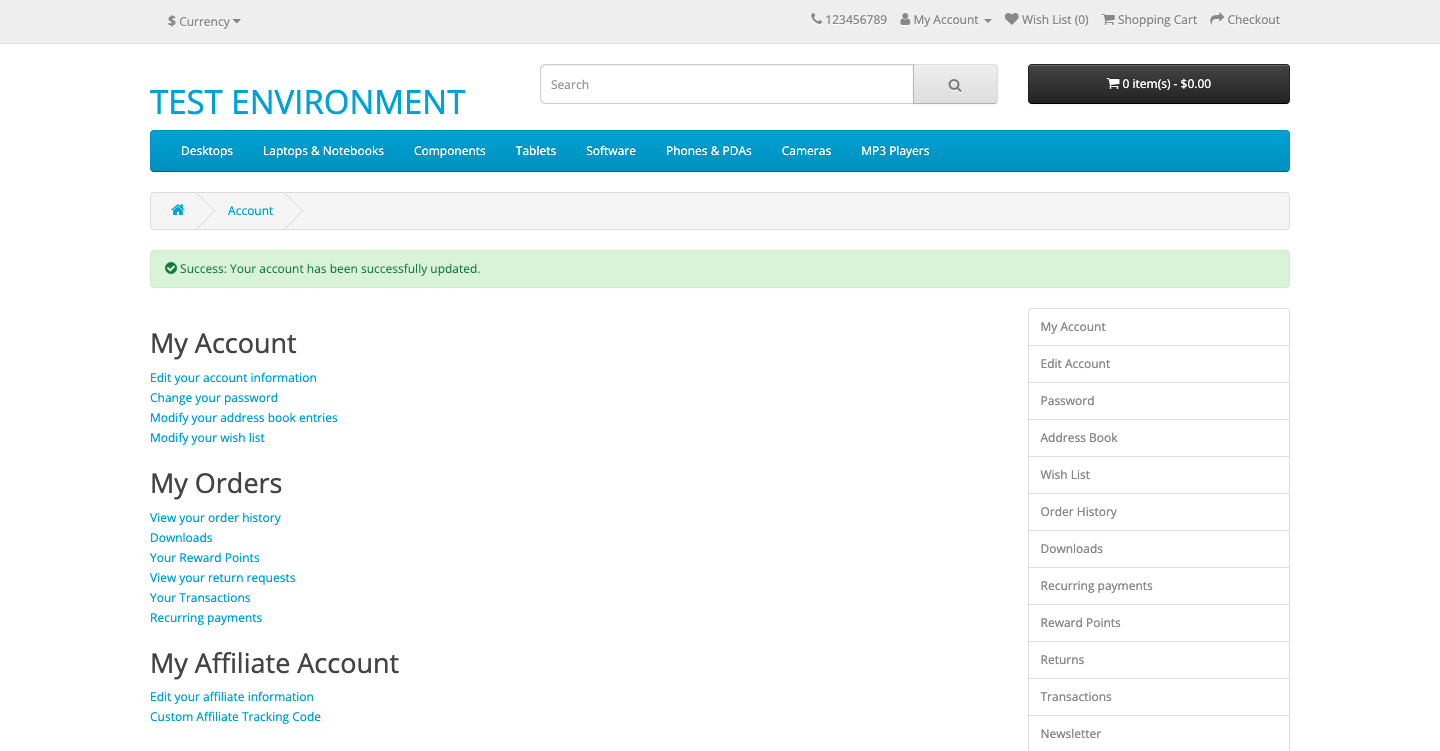 $ Currency
123456789 My Account Wish List (0) Shopping Cart Checkout
TEST ENVIRONMENT
Search
0 item(s) - $0.00
Desktops Laptops & Notebooks Components Tablets Software Phones & PDAs Cameras MP3 Players
Account
Success: Your account has been successfully updated.
My Account
Edit your account information
Change your password
Modify your address book entries
Modify your wish list
My Orders
View your order history
Downloads
Your Reward Points
View your return requests
Your Transactions
Recurring payments
My Affiliate Account
Edit your affiliate information
Custom Affiliate Tracking Code
My Account
Edit Account
Password
Address Book
Wish List
Order History
Downloads
Recurring payments
Reward Points
Returns
Transactions
Newsletter